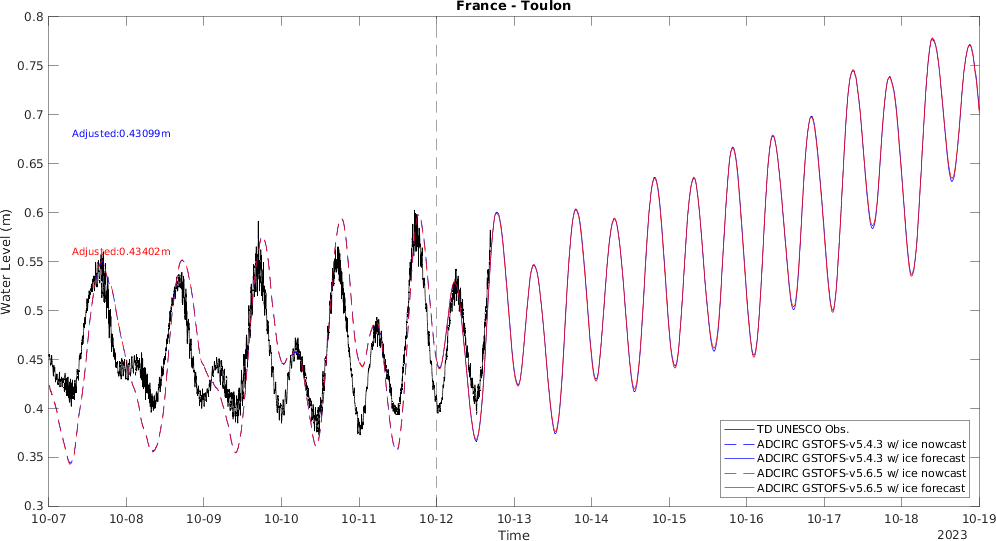 France - Toulon
0.8
0.75
0.7
0.65
0.6
0.55
0.5
0.45
0.4
0.35
0.3
Water Level (m)
Adjusted:0.43099m
Adjusted:0.43402m
TD UNESCO Obs.
ADCIRC GSTOFS-v5.4.3 w/ ice nowcast
ADCIRC GSTOFS-v5.4.3 w/ ice forecast
ADCIRC GSTOFS-v5.6.5 w/ ice nowcast
ADCIRC GSTOFS-v5.6.5 w/ ice forecast
10-07 10-08 10-09 10-10 10-11 10-12 10-13 10-14 10-15 10-16 10-17 10-18 10-19
Time
2023